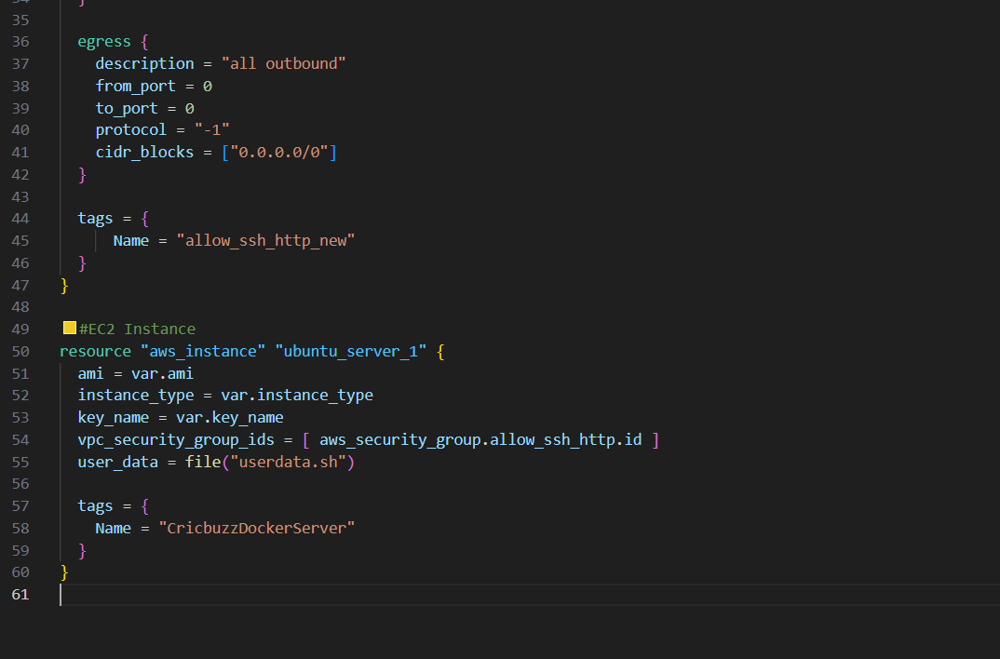 34 }
35
36 egress {
37 description = "all outbound"
38 from_port = 0
39 to_port = 0
40 protocol = "-1"
41 cidr_blocks = ["0.0.0.0/0"]
42 }
43
44 tags = {
45 Name = "allow_ssh_http_new"
46 }
47 }
48
49 #EC2 Instance
50 resource "aws_instance" "ubuntu_server_1" {
51 ami = var.ami
52 instance_type = var.instance_type
53 key_name = var.key_name
54 vpc_security_group_ids = [ aws_security_group.allow_ssh_http.id ]
55 user_data = file("userdata.sh")
56
57 tags = {
58 Name = "CricbuzzDockerServer"
59 }
60 }
61